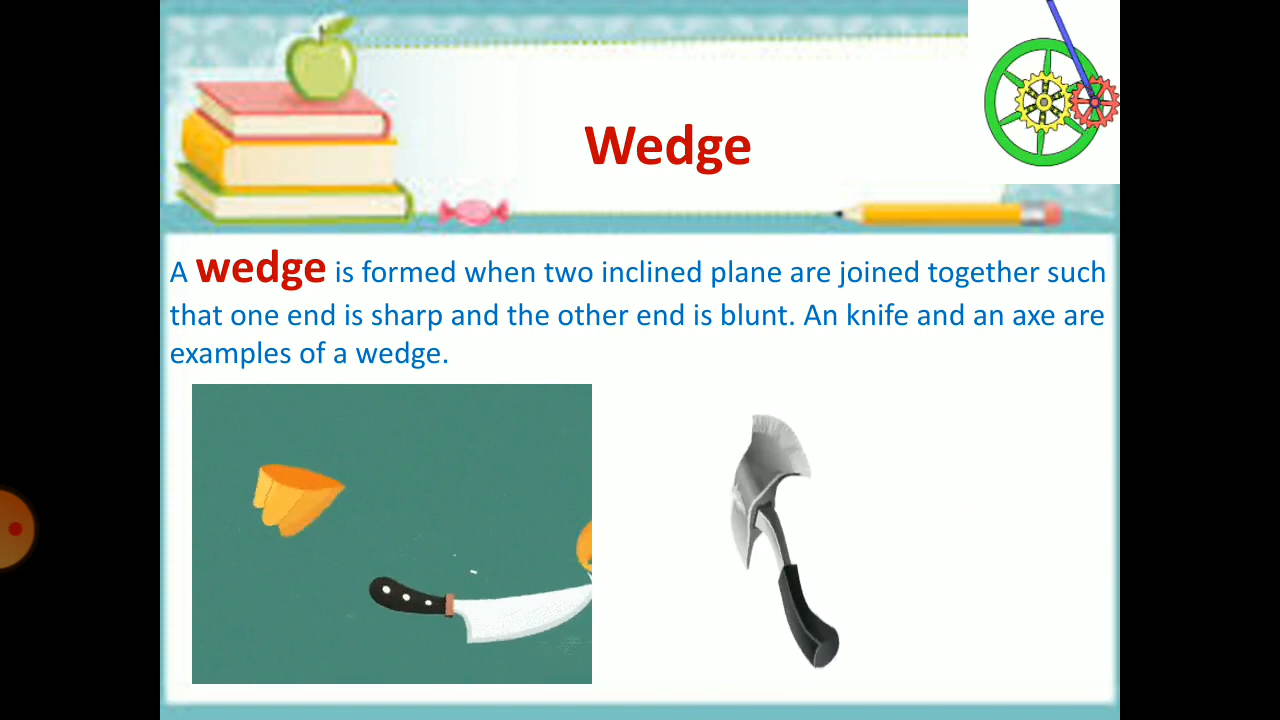 Wedge
A wedge is formed when two inclined plane are joined together such
that one end is sharp and the other end is blunt. An knife and an axe are
examples of a wedge.